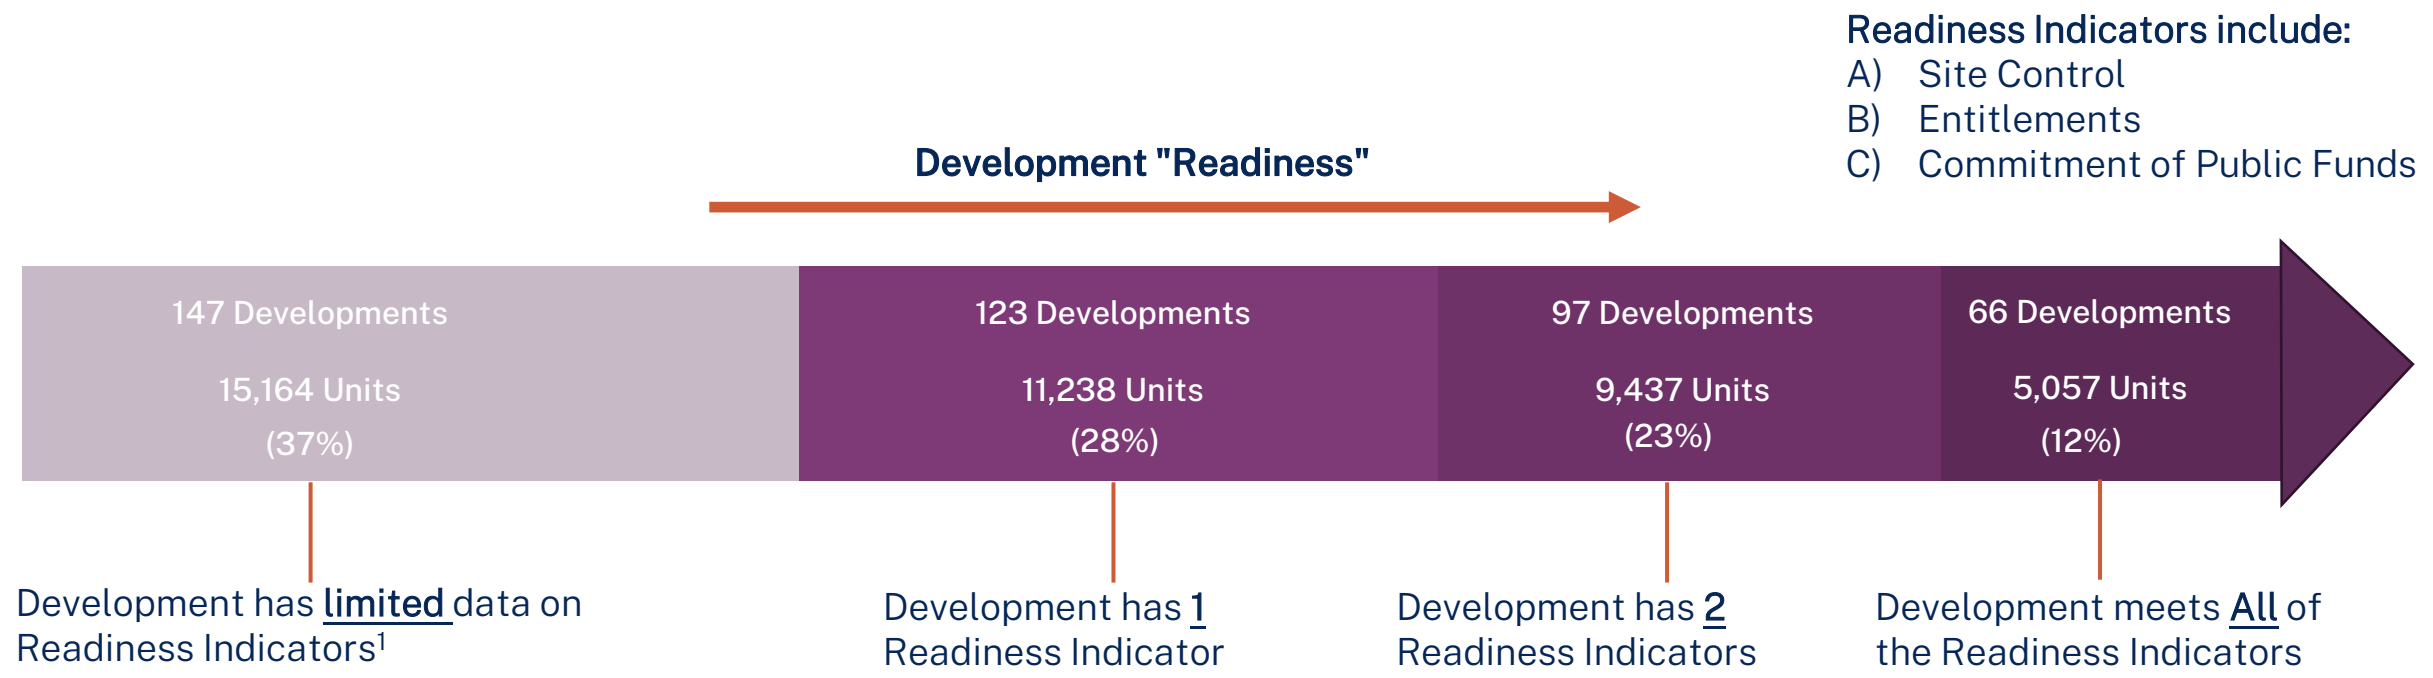 Readiness Indicators include:
A) Site Control
B) Entitlements
C) Commitment of Public Funds
Development "Readiness"
147 Developments
15,164 Units
(37%)
123 Developments
11,238 Units
(28%)
97 Developments
9,437 Units
(23%)
66 Developments
5,057 Units
(12%)
Development has limited data on
Readiness Indicators¹
Development has 1
Readiness Indicator
Development has 2
Readiness Indicators
Development meets All of
the Readiness Indicators